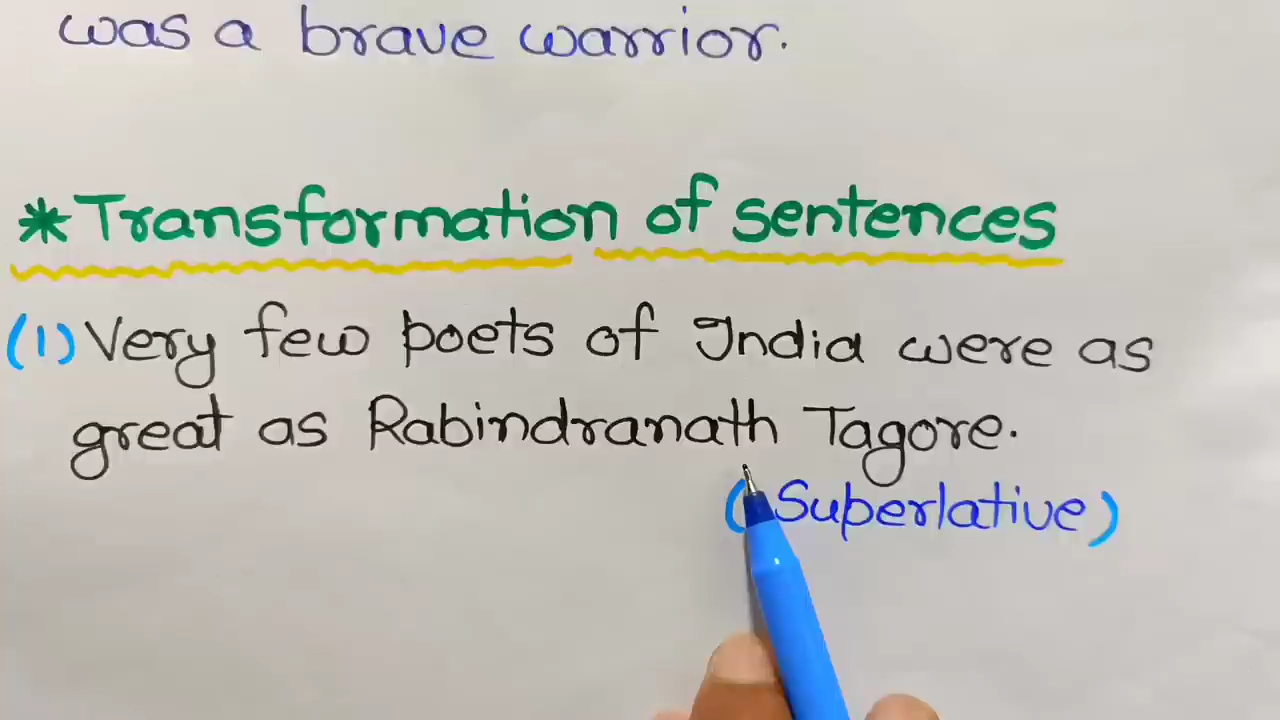 was a brave warrior.
*Transformation of sentences
(1) Very few poets of India were as
great as Rabindranath Tagore.
(Superlative)